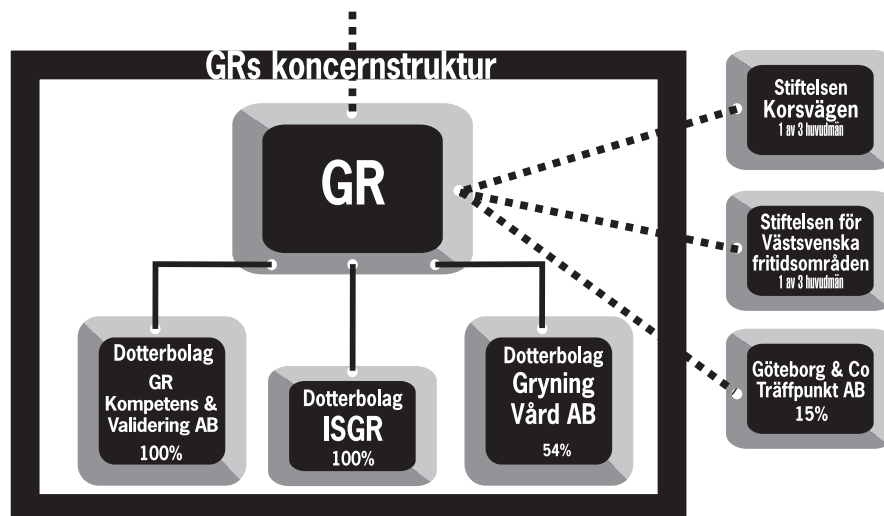 GRs koncernstruktur
GR
Dotterbolag
GR
Kompetens &
Validering AB
100%
Dotterbolag
ISGR
100%
Dotterbolag
Gryning
Vård AB
54%
Stiftelsen
Korsvägen
1 av 3 huvudmän
Stiftelsen för
Västsvenska
fritidsområden
1 av 3 huvudmän
Göteborg & Co
Träffpunkt AB
15%